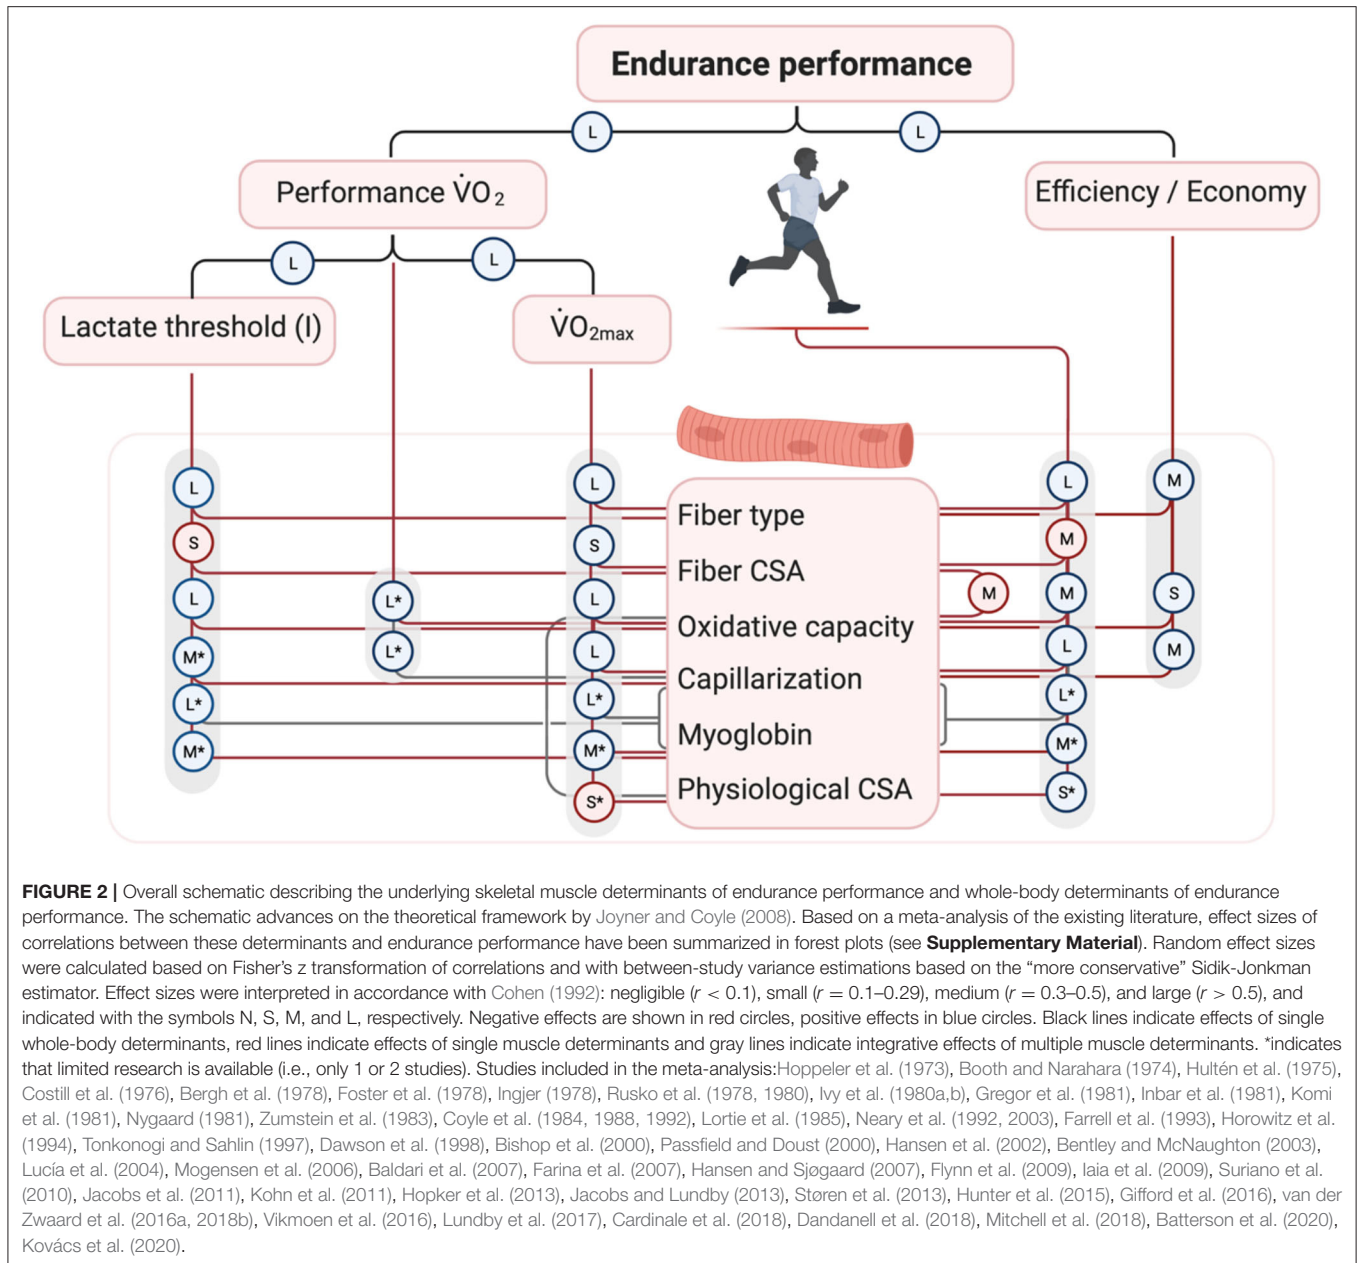 Endurance performance
L
L
Performance V̇O₂
Efficiency / Economy
L
L
Lactate threshold (I)
V̇O₂max
L
S
L
M*
L*
M*
L*
L*
L
S
L
L
L*
M*
S*
Fiber type
Fiber CSA
Oxidative capacity
Capillarization
Myoglobin
Physiological CSA
M
L
M
M
L
L*
M*
S*
M
S
M
FIGURE 2 | Overall schematic describing the underlying skeletal muscle determinants of endurance performance and whole-body determinants of endurance
performance. The schematic advances on the theoretical framework by Joyner and Coyle (2008). Based on a meta-analysis of the existing literature, effect sizes of
correlations between these determinants and endurance performance have been summarized in forest plots (see Supplementary Material). Random effect sizes
were calculated based on Fisher's z transformation of correlations and with between-study variance estimations based on the “more conservative” Sidik-Jonkman
estimator. Effect sizes were interpreted in accordance with Cohen (1992): negligible (r < 0.1), small (r = 0.1–0.29), medium (r = 0.3–0.5), and large (r > 0.5), and
indicated with the symbols N, S, M, and L, respectively. Negative effects are shown in red circles, positive effects in blue circles. Black lines indicate effects of single
whole-body determinants, red lines indicate effects of single muscle determinants and gray lines indicate integrative effects of multiple muscle determinants. *indicates
that limited research is available (i.e., only 1 or 2 studies). Studies included in the meta-analysis:Hoppeler et al. (1973), Booth and Narahara (1974), Hultén et al. (1975),
Costill et al. (1976), Bergh et al. (1978), Foster et al. (1978), Ingjer (1978), Rusko et al. (1978, 1980), Ivy et al. (1980a,b), Gregor et al. (1981), Inbar et al. (1981), Komi
et al. (1981), Nygaard (1981), Zumstein et al. (1983), Coyle et al. (1984, 1988, 1992), Lortie et al. (1985), Neary et al. (1992, 2003), Farrell et al. (1993), Horowitz et al.
(1994), Tonkonogi and Sahlin (1997), Dawson et al. (1998), Bishop et al. (2000), Passfield and Doust (2000), Hansen et al. (2002), Bentley and McNaughton (2003),
Lucía et al. (2004), Mogensen et al. (2006), Baldari et al. (2007), Farina et al. (2007), Hansen and Sjøgaard (2007), Flynn et al. (2009), Iaia et al. (2009), Suriano et al.
(2010), Jacobs et al. (2011), Kohn et al. (2011), Hopker et al. (2013), Jacobs and Lundby (2013), Støren et al. (2013), Hunter et al. (2015), Gifford et al. (2016), van der
Zwaard et al. (2016a, 2018b), Vikmoen et al. (2016), Lundby et al. (2017), Cardinale et al. (2018), Dandanell et al. (2018), Mitchell et al. (2018), Batterson et al. (2020),
Kovács et al. (2020).